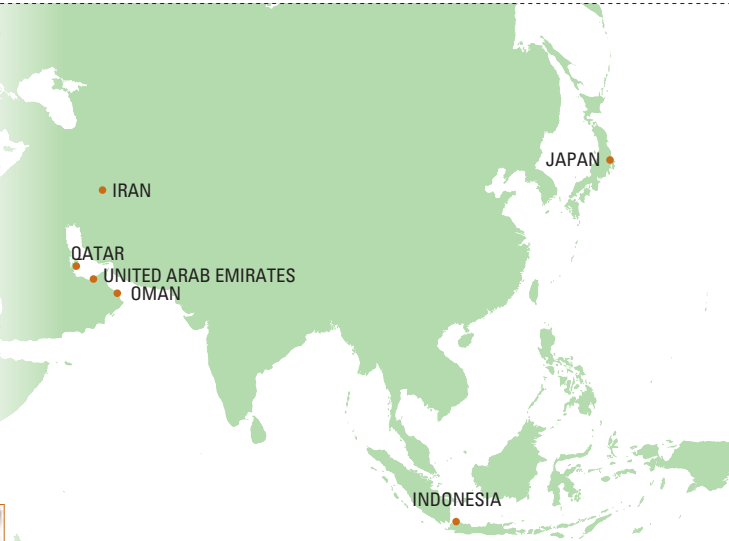 JAPAN
IRAN
QATAR
UNITED ARAB EMIRATES
OMAN
INDONESIA